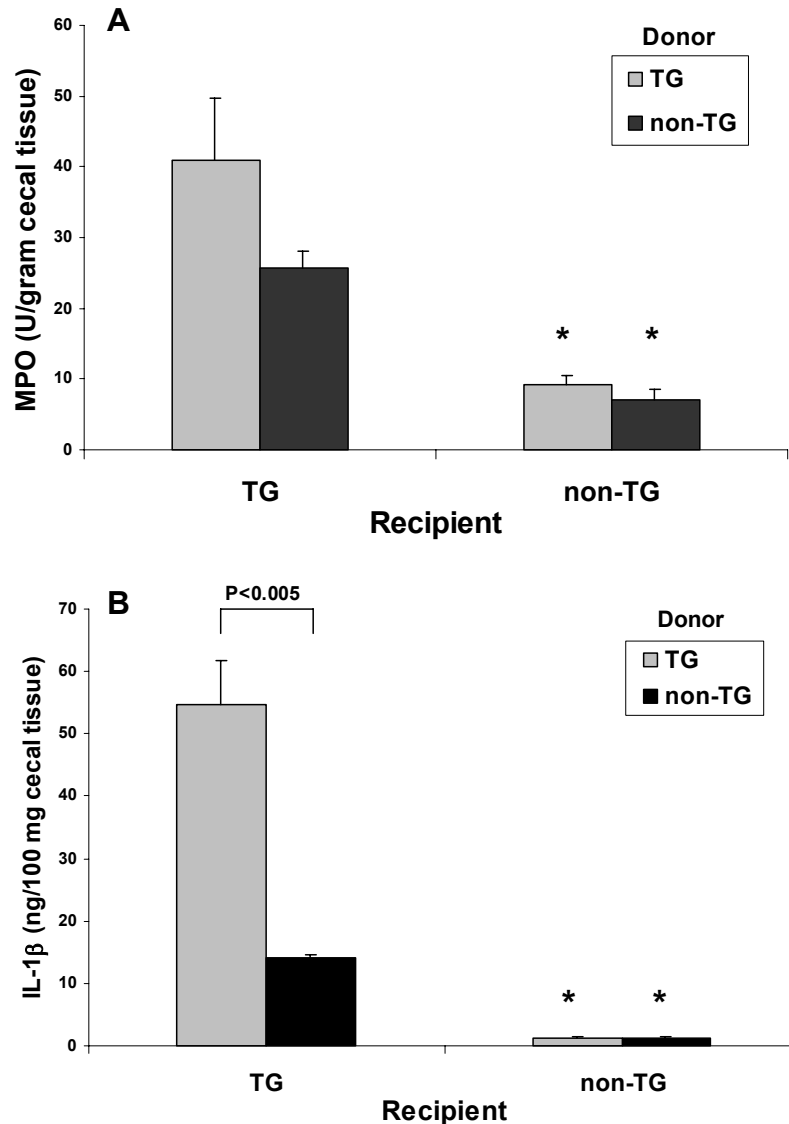 A
Donor
TG
non-TG
MPO (U/gram cecal tissue)
60
50
40
30
20
10
0
* *
TG non-TG
Recipient
B
P<0.005
Donor
TG
non-TG
IL-1β (ng/100 mg cecal tissue)
70
60
50
40
30
20
10
0
* *
TG non-TG
Recipient